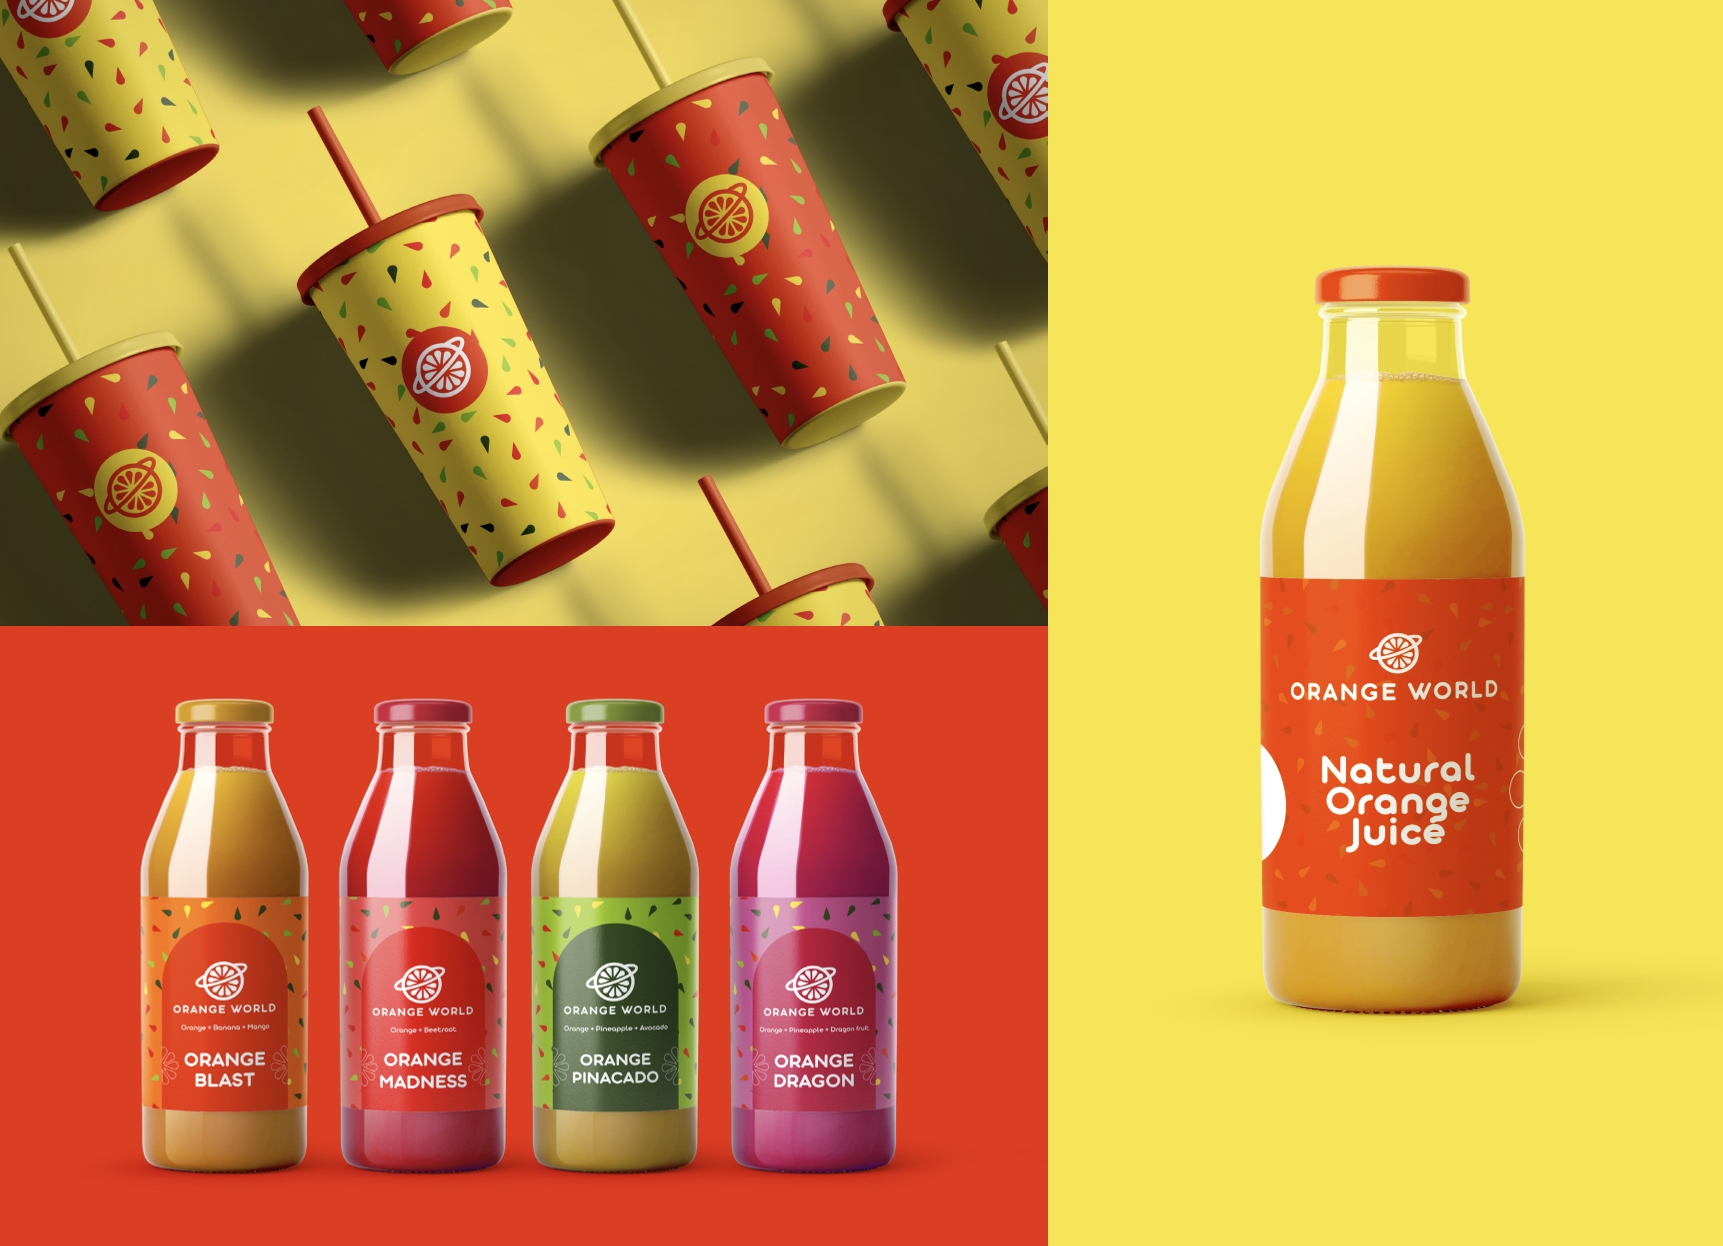 ORANGE WORLD
Orange + Banana + Mango
ORANGE
BLAST
ORANGE WORLD
Orange + Beetroot
ORANGE
MADNESS
ORANGE WORLD
Orange + Pineapple + Avocado
ORANGE
PINACADO
ORANGE WORLD
Orange + Pineapple + Dragon fruit
ORANGE
DRAGON
ORANGE WORLD
Natural
Orange
Juice